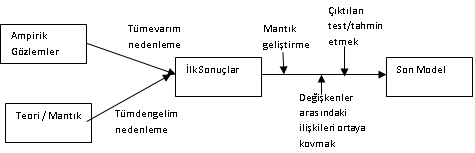 Ampirik
Gözlemler
Tümevarım
nedenleme
Teori / Mantık
Tümdengelim
nedenleme
İlkSonuçlar
Mantık
geliştirme
Çıktıları
test/tahmin
etmek
Değişkenler
arasındaki
ilişkileri ortaya
koymak
Son Model